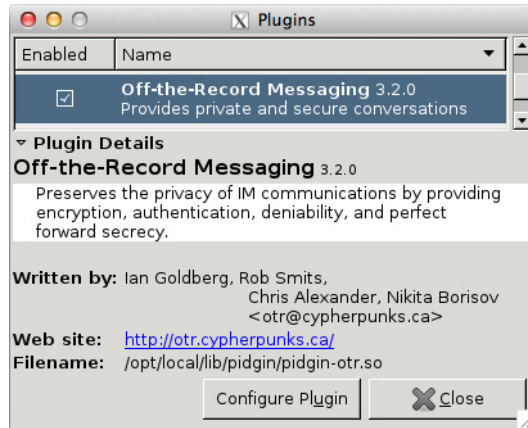 Plugins
Enabled Name
Off-the-Record Messaging 3.2.0
Provides private and secure conversations
Plugin Details
Off-the-Record Messaging 3.2.0
Preserves the privacy of IM communications by providing
encryption, authentication, deniability, and perfect
forward secrecy.
Written by: Ian Goldberg, Rob Smits,
Chris Alexander, Nikita Borisov
<otr@cypherpunks.ca>
Web site: http://otr.cypherpunks.ca/
Filename: /opt/local/lib/pidgin/pidgin-otr.so
Configure Plugin Close